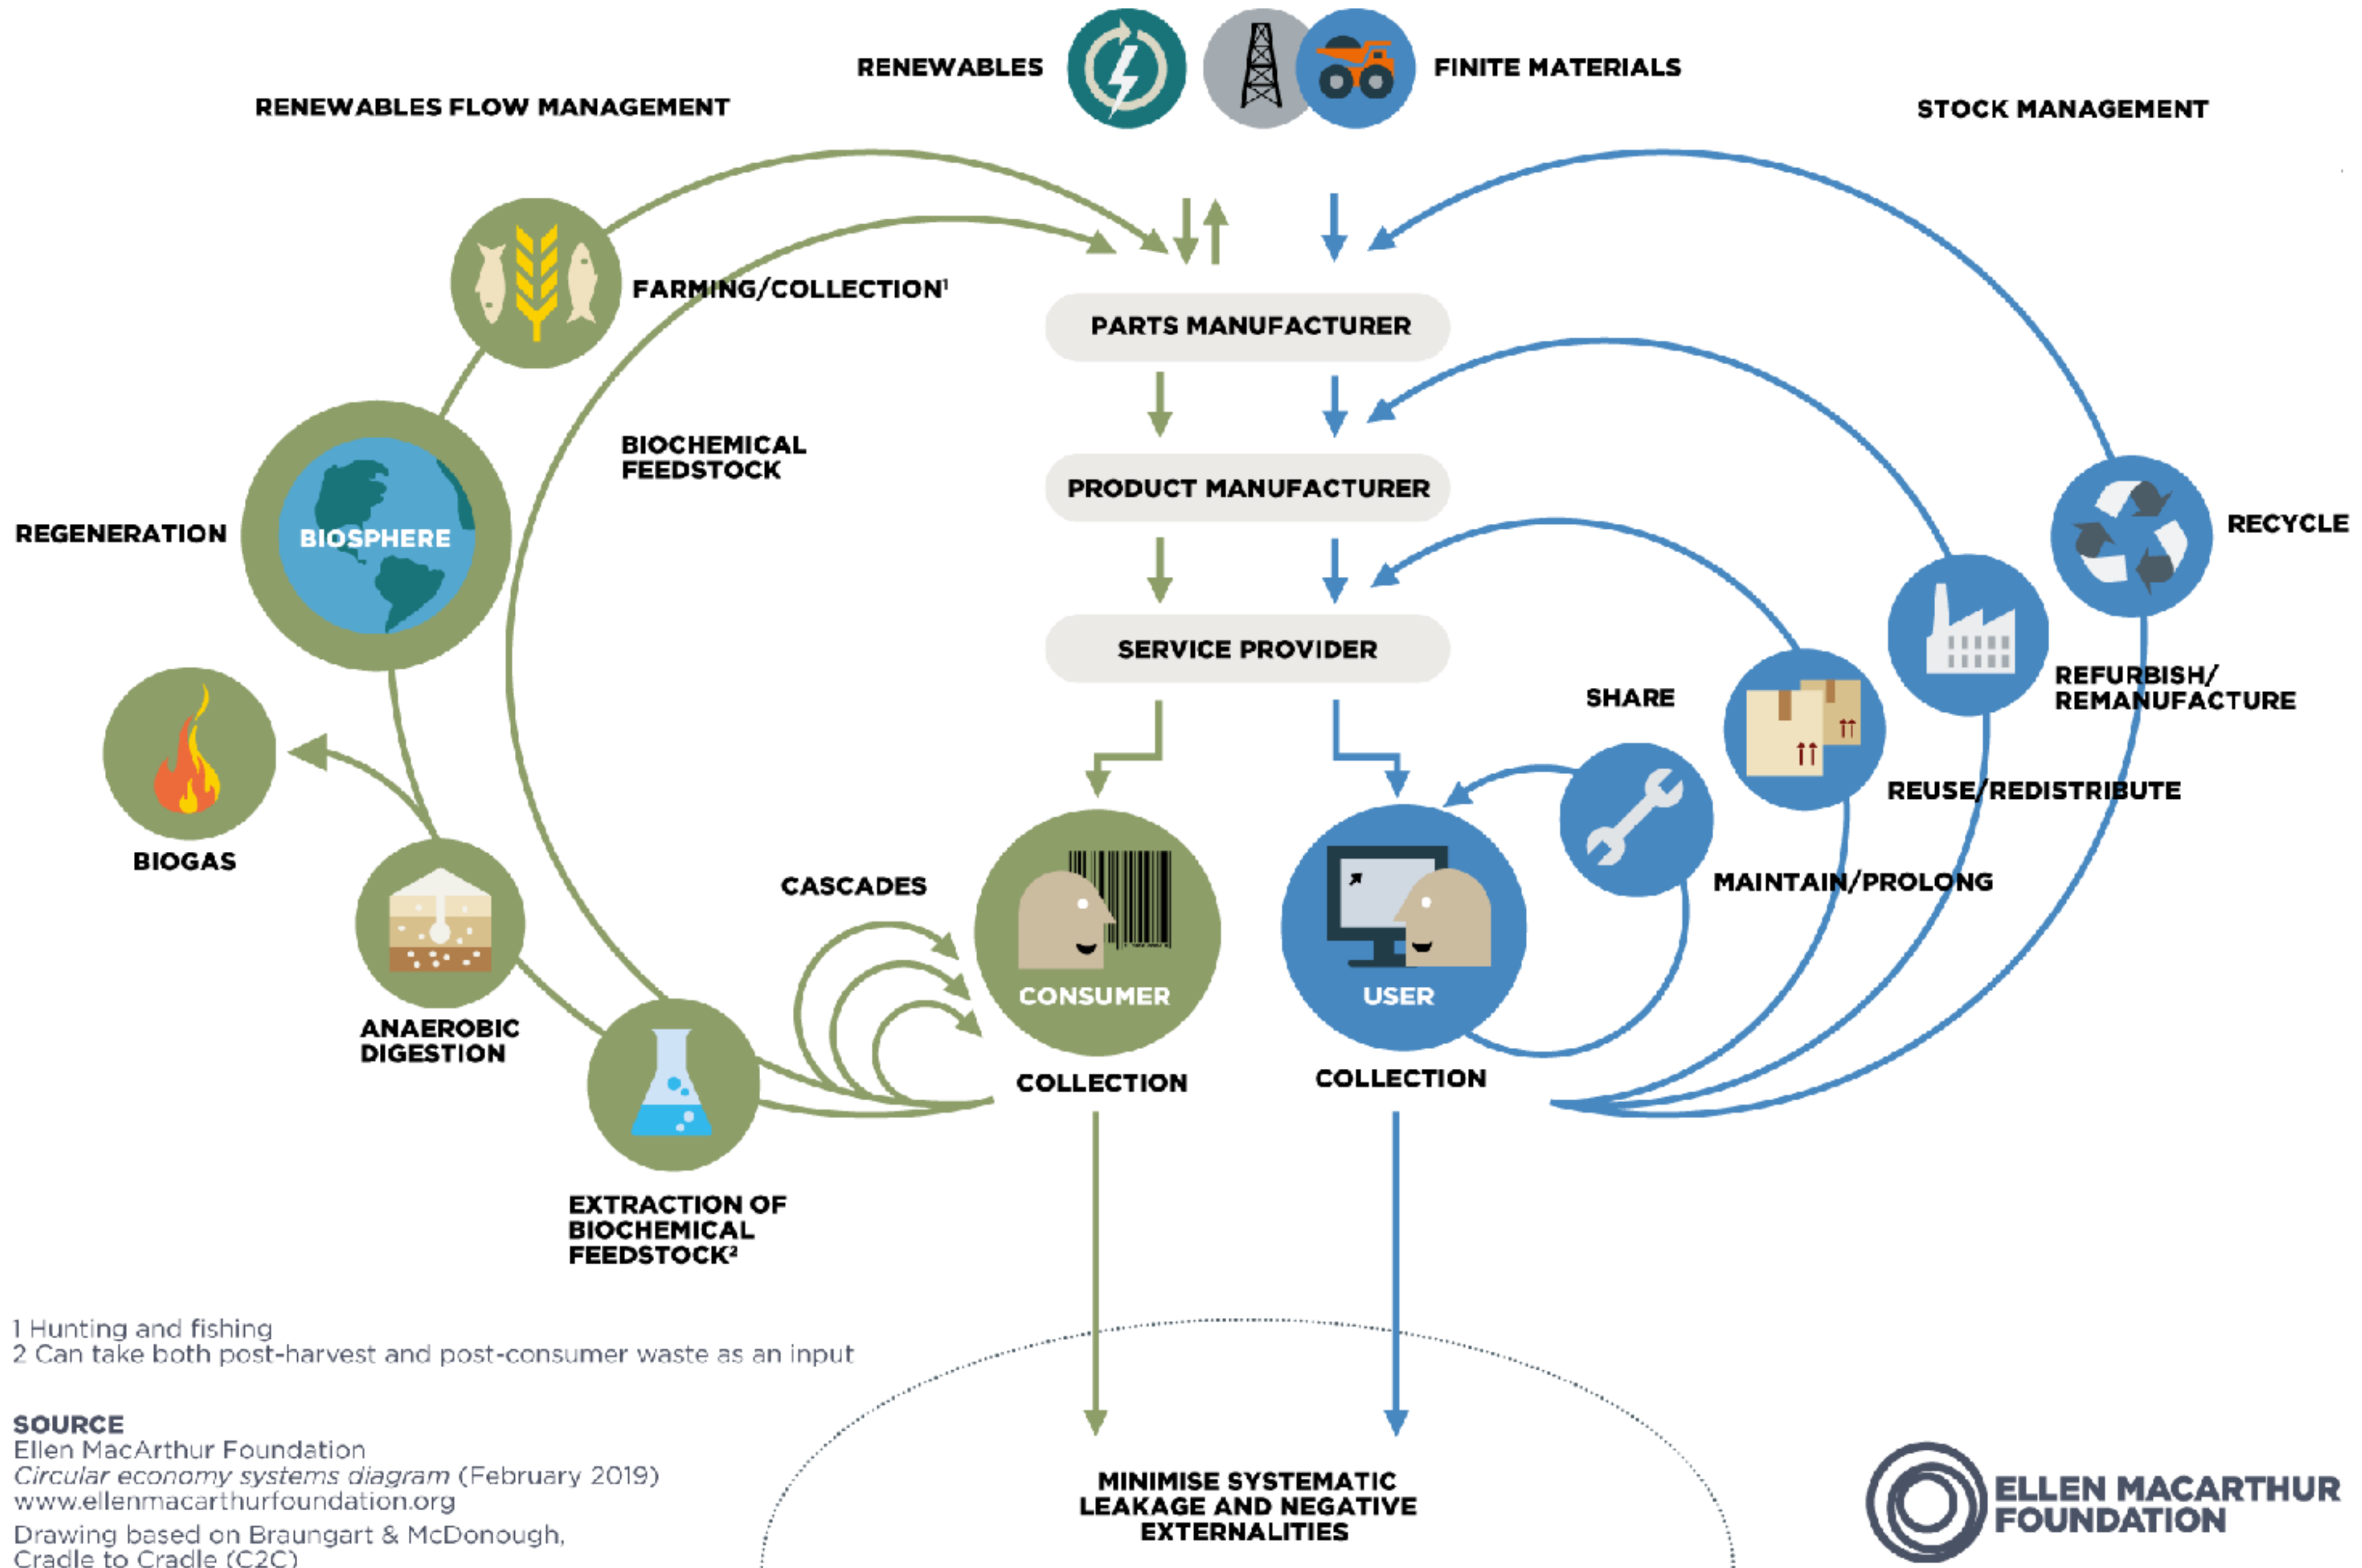 RENEWABLES
FINITE MATERIALS
RENEWABLES FLOW MANAGEMENT
STOCK MANAGEMENT
FARMING/COLLECTION¹
PARTS MANUFACTURER
BIOCHEMICAL
FEEDSTOCK
PRODUCT MANUFACTURER
REGENERATION
BIOSPHERE
RECYCLE
SERVICE PROVIDER
SHARE
REFURBISH/
REMANUFACTURE
REUSE/REDISTRIBUTE
BIOGAS
CASCADES
MAINTAIN/PROLONG
CONSUMER
USER
ANAEROBIC
DIGESTION
COLLECTION
COLLECTION
EXTRACTION OF
BIOCHEMICAL
FEEDSTOCK²
1 Hunting and fishing
2 Can take both post-harvest and post-consumer waste as an input
SOURCE
Ellen MacArthur Foundation
Circular economy systems diagram (February 2019)
www.ellenmacarthurfoundation.org
Drawing based on Braungart & McDonough,
Cradle to Cradle (C2C)
MINIMISE SYSTEMATIC
LEAKAGE AND NEGATIVE
EXTERNALITIES
ELLEN MACARTHUR
FOUNDATION